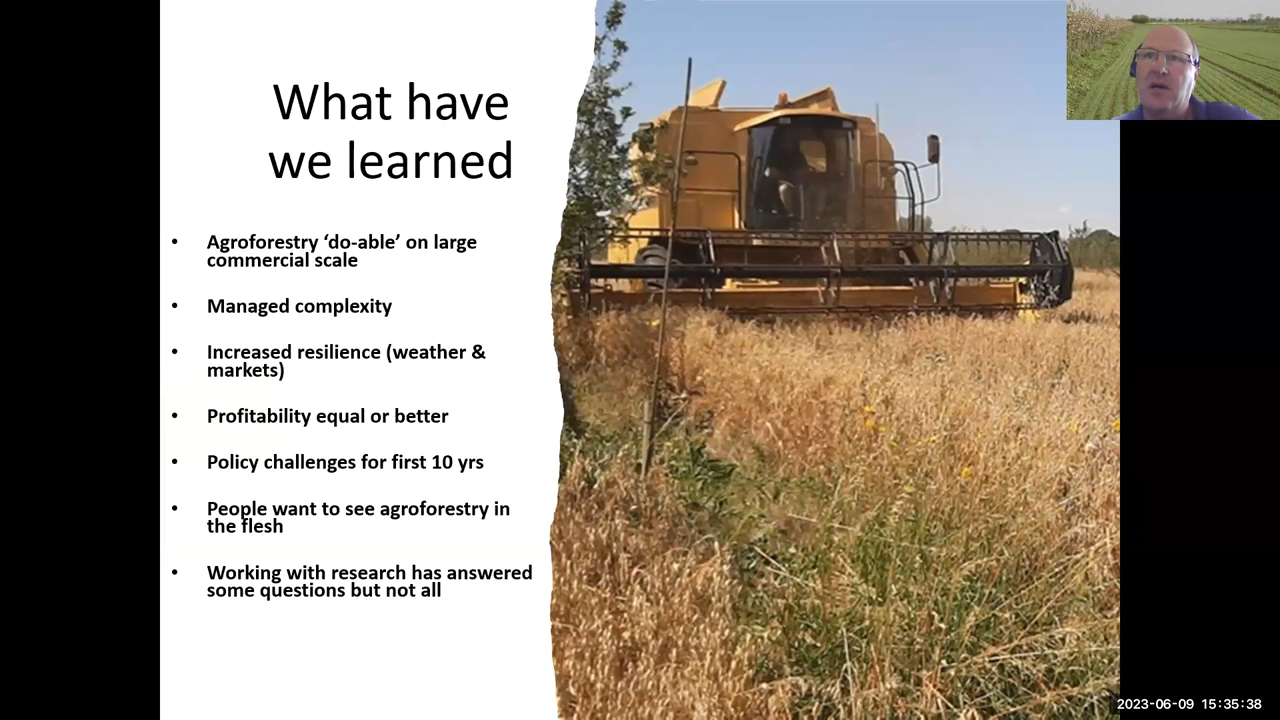 What have
we learned
• Agroforestry ‘do-able’ on large
commercial scale
• Managed complexity
• Increased resilience (weather &
markets)
• Profitability equal or better
• Policy challenges for first 10 yrs
• People want to see agroforestry in
the flesh
• Working with research has answered
some questions but not all
2023-06-09 15:35:38